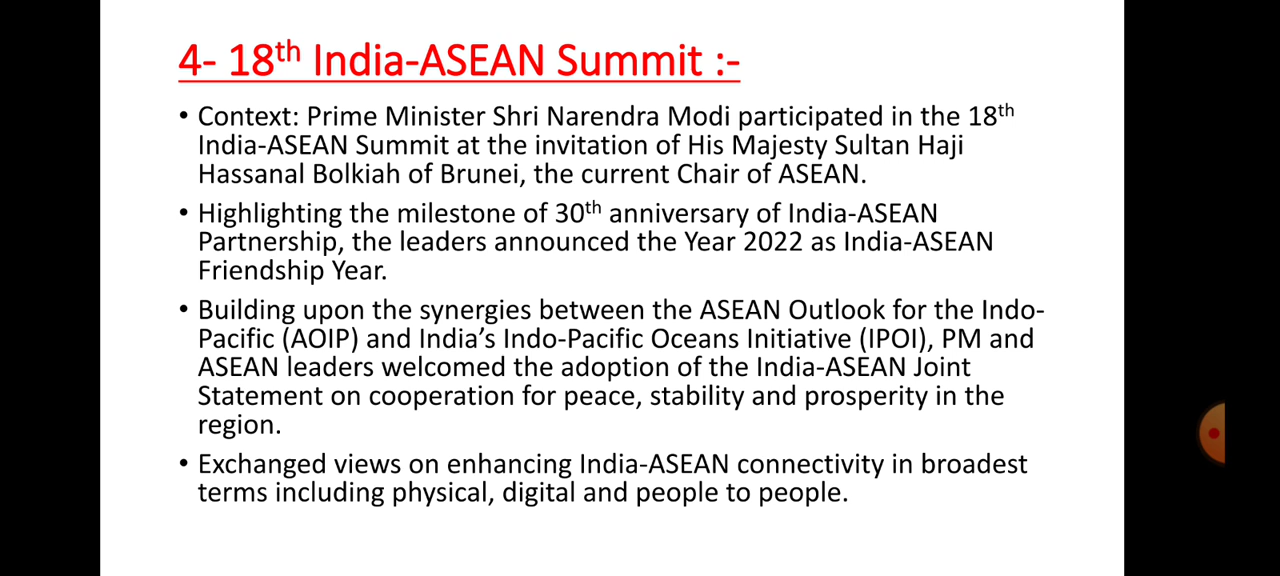 4- 18th India-ASEAN Summit :-
• Context: Prime Minister Shri Narendra Modi participated in the 18th
India-ASEAN Summit at the invitation of His Majesty Sultan Haji
Hassanal Bolkiah of Brunei, the current Chair of ASEAN.
• Highlighting the milestone of 30th anniversary of India-ASEAN
Partnership, the leaders announced the Year 2022 as India-ASEAN
Friendship Year.
• Building upon the synergies between the ASEAN Outlook for the Indo-
Pacific (AOIP) and India’s Indo-Pacific Oceans Initiative (IPOI), PM and
ASEAN leaders welcomed the adoption of the India-ASEAN Joint
Statement on cooperation for peace, stability and prosperity in the
region.
• Exchanged views on enhancing India-ASEAN connectivity in broadest
terms including physical, digital and people to people.